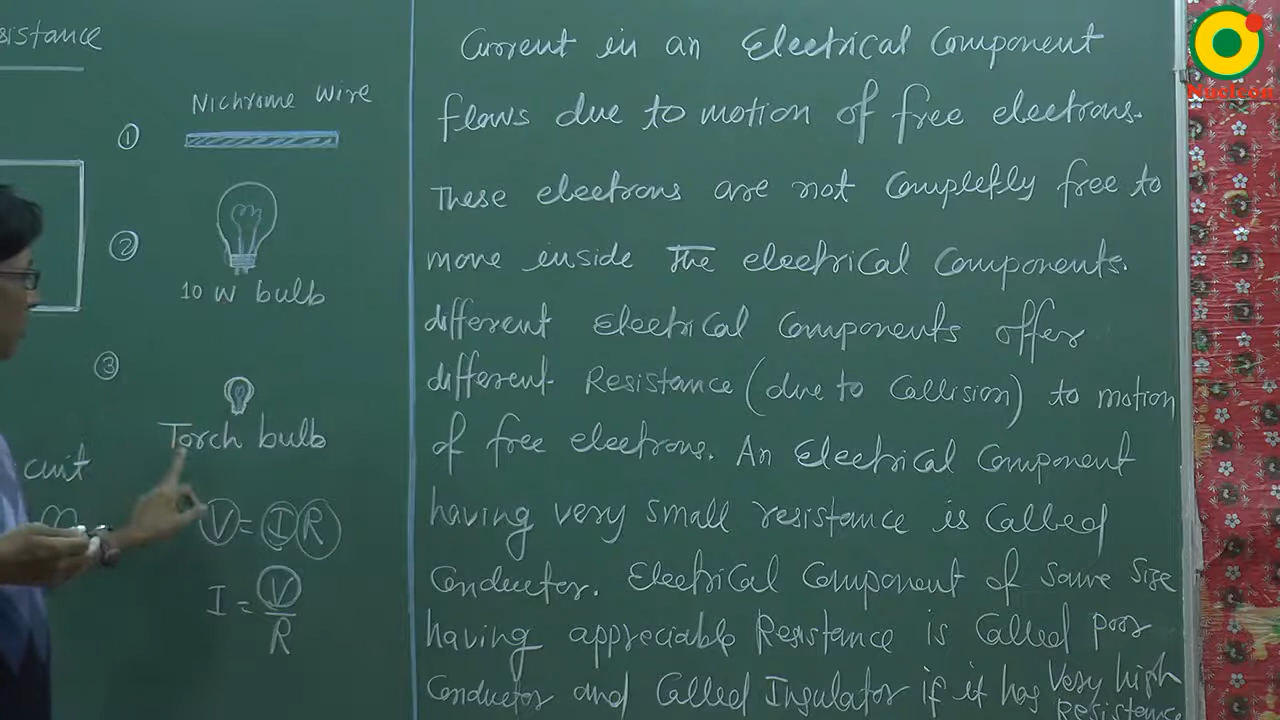 sistance
Nichrome wire
①
②
10 W bulb
③
Torch bulb
V = I R
I = V
R
Current in an Electrical Component
flows due to motion of free electrons.
These electrons are not Completly free to
move inside The electrical Components.
different Electrical Components offer
different Resistance (due to Collision) to motion
of free electrons. An Electrical Component
having very small resistance is Called
Conductor. Electrical Component of Same Size
having appreciable Resistance is Called poor
Conductor and Called Insulator if it has Very high
Resistance
Nucleon